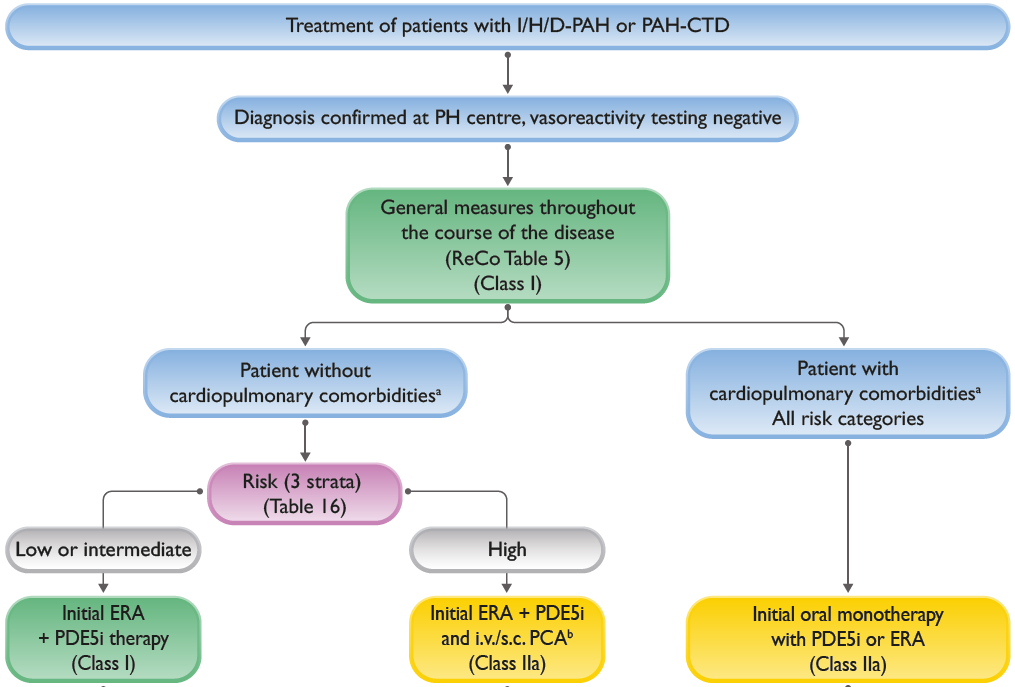 Treatment of patients with I/H/D-PAH or PAH-CTD
Diagnosis confirmed at PH centre, vasoreactivity testing negative
General measures throughout
the course of the disease
(ReCo Table 5)
(Class I)
Patient without
cardiopulmonary comorbiditiesᵃ
Patient with
cardiopulmonary comorbiditiesᵃ
All risk categories
Risk (3 strata)
(Table 16)
Low or intermediate
High
Initial ERA
+ PDE5i therapy
(Class I)
Initial ERA + PDE5i
and i.v./s.c. PCAᵇ
(Class IIa)
Initial oral monotherapy
with PDE5i or ERA
(Class IIa)